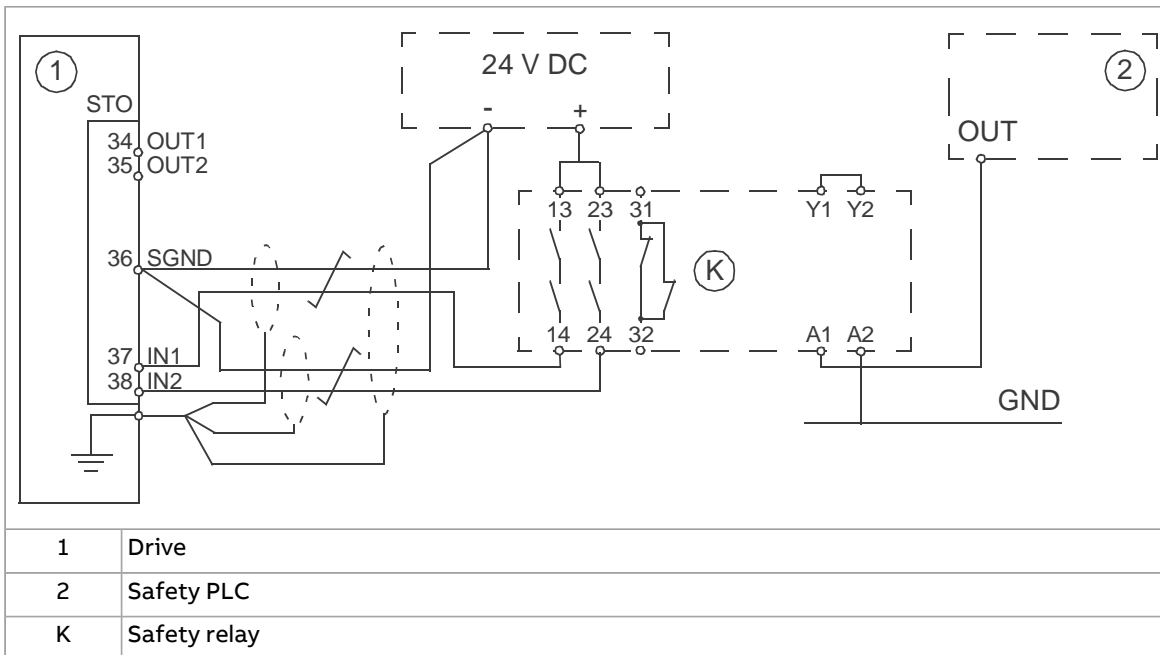 1
24 V DC
2
STO
- +
OUT
34 OUT1
35 OUT2
13 23 31
Y1 Y2
36 SGND
K
14 24 32
A1 A2
37 IN1
38 IN2
GND
1 Drive
2 Safety PLC
K Safety relay